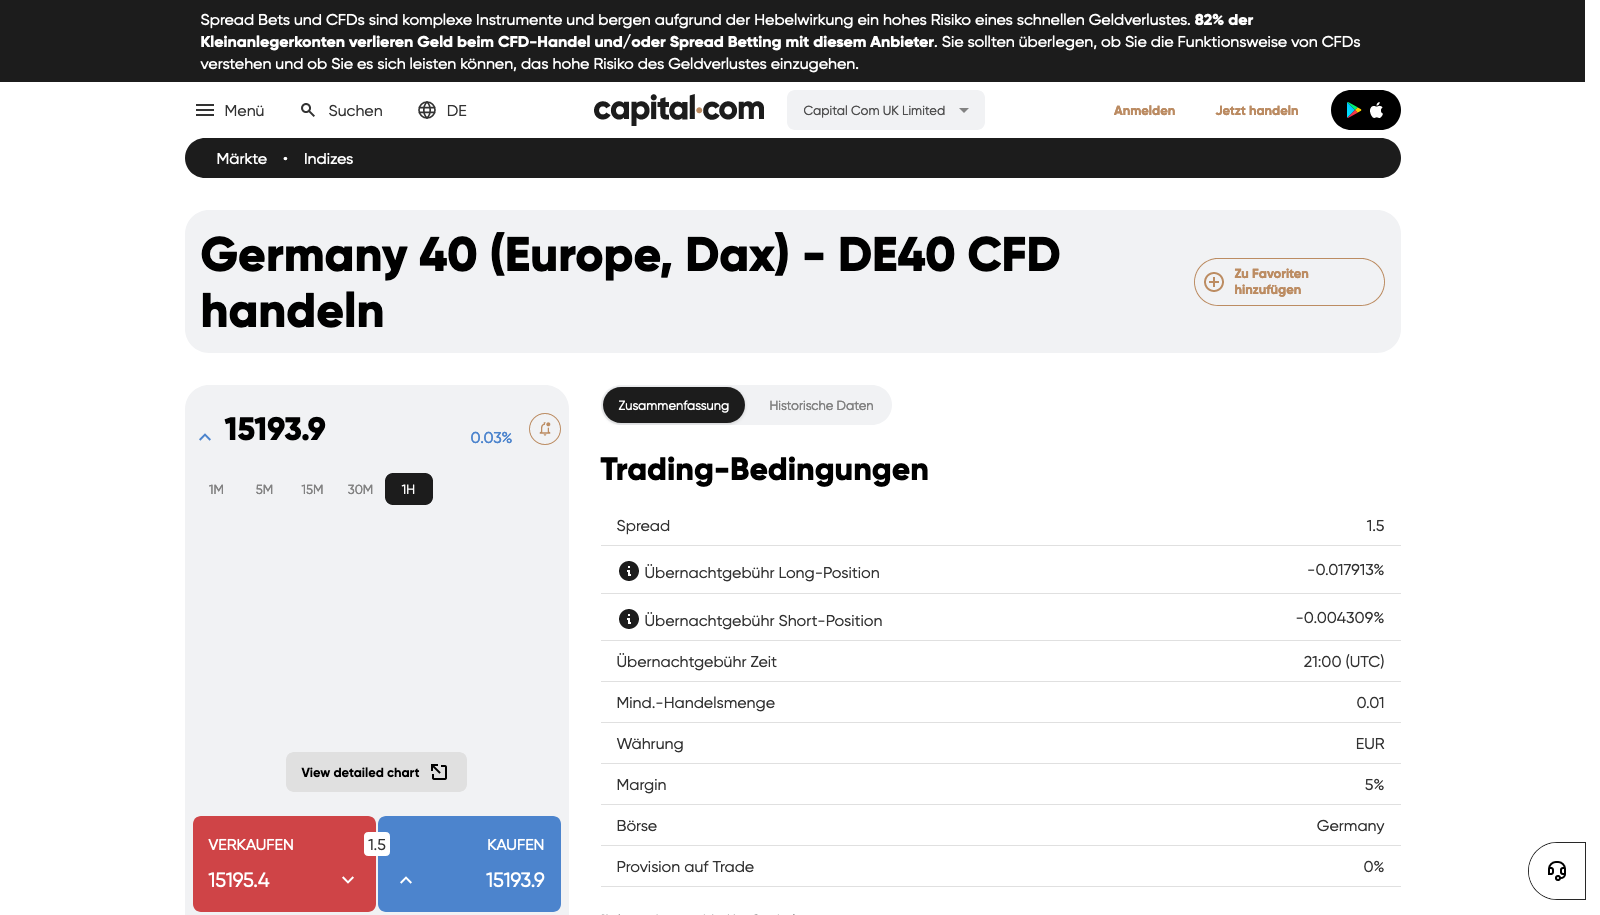 Spread Bets und CFDs sind komplexe Instrumente und bergen aufgrund der Hebelwirkung ein hohes Risiko eines schnellen Geldverlustes. 82% der
Kleinanlegerkonten verlieren Geld beim CFD-Handel und/oder Spread Betting mit diesem Anbieter. Sie sollten überlegen, ob Sie die Funktionsweise von CFDs
verstehen und ob Sie es sich leisten können, das hohe Risiko des Geldverlustes einzugehen.
Menü Suchen DE capital.com Capital Com UK Limited Anmelden Jetzt handeln
Märkte • Indizes
Germany 40 (Europe, Dax) - DE40 CFD
handeln
Zu Favoriten
hinzufügen
15193.9
0.03%
1M 5M 15M 30M 1H
View detailed chart
VERKAUFEN 1.5 KAUFEN
15195.4 15193.9
Zusammenfassung Historische Daten
Trading-Bedingungen
Spread 1.5
Übernachtgebühr Long-Position -0.017913%
Übernachtgebühr Short-Position -0.004309%
Übernachtgebühr Zeit 21:00 (UTC)
Mind.-Handelsmenge 0.01
Währung EUR
Margin 5%
Börse Germany
Provision auf Trade 0%